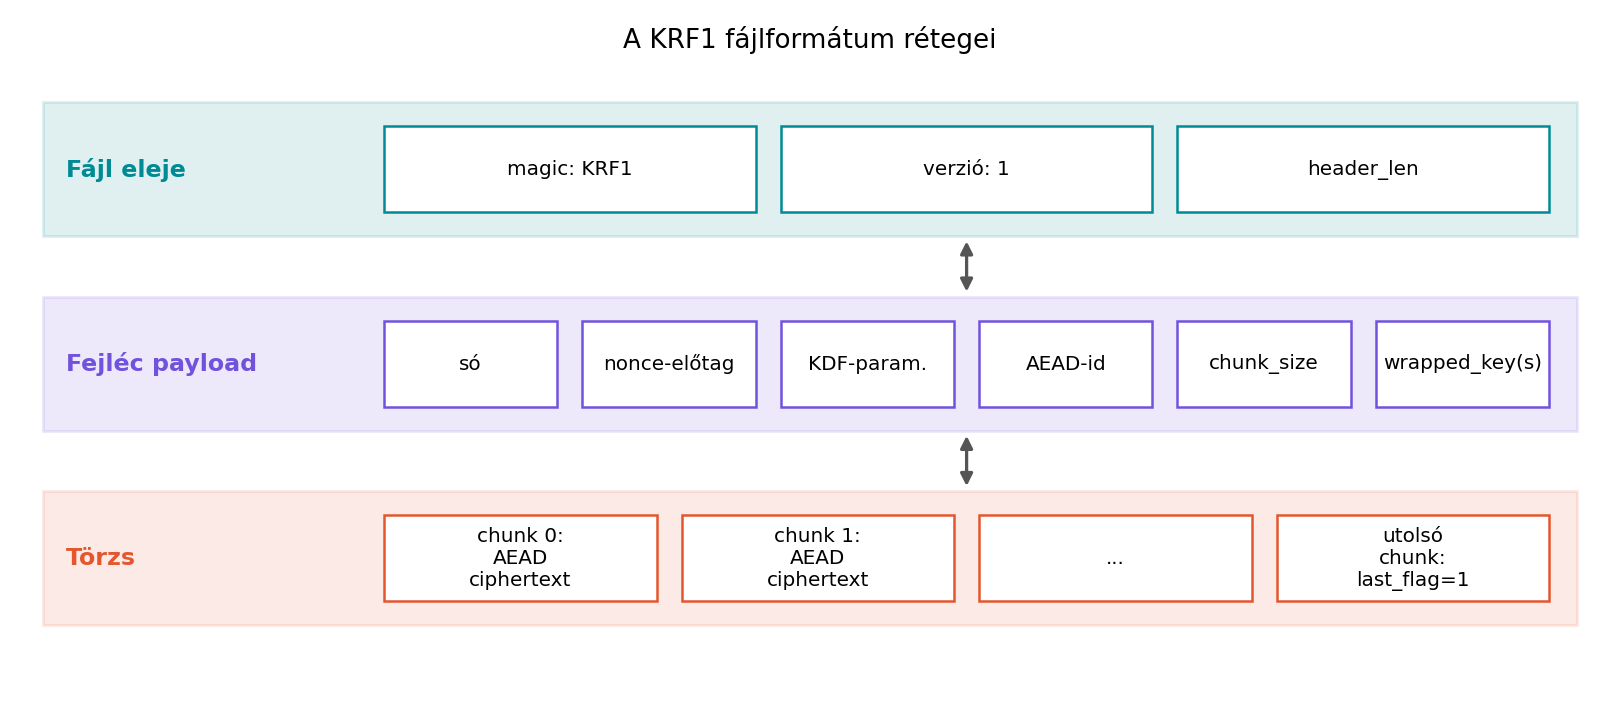 A KRF1 fájlformátum rétegei
Fájl eleje
magic: KRF1
verzió: 1
header_len
Fejléc payload
só
nonce-előtag
KDF-param.
AEAD-id
chunk_size
wrapped_key(s)
Törzs
chunk 0:
AEAD
ciphertext
chunk 1:
AEAD
ciphertext
...
utolsó
chunk:
last_flag=1